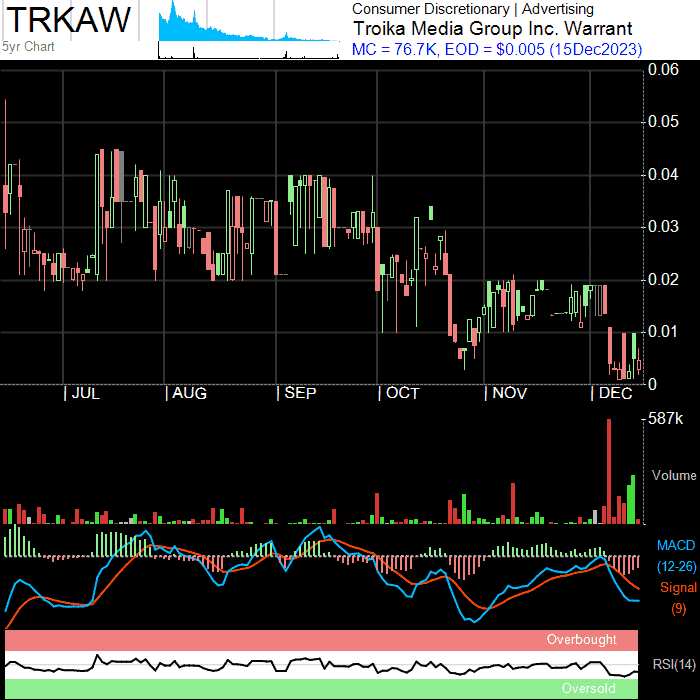 TRKAW
5yr Chart
Consumer Discretionary | Advertising
Troika Media Group Inc. Warrant
MC = 76.7K, EOD = $0.005 (15Dec2023)
0.06
0.05
0.04
0.03
0.02
0.01
0
| JUL | AUG | SEP | OCT | NOV | DEC
587k
Volume
MACD
(12-26)
Signal
(9)
Overbought
RSI(14)
Oversold